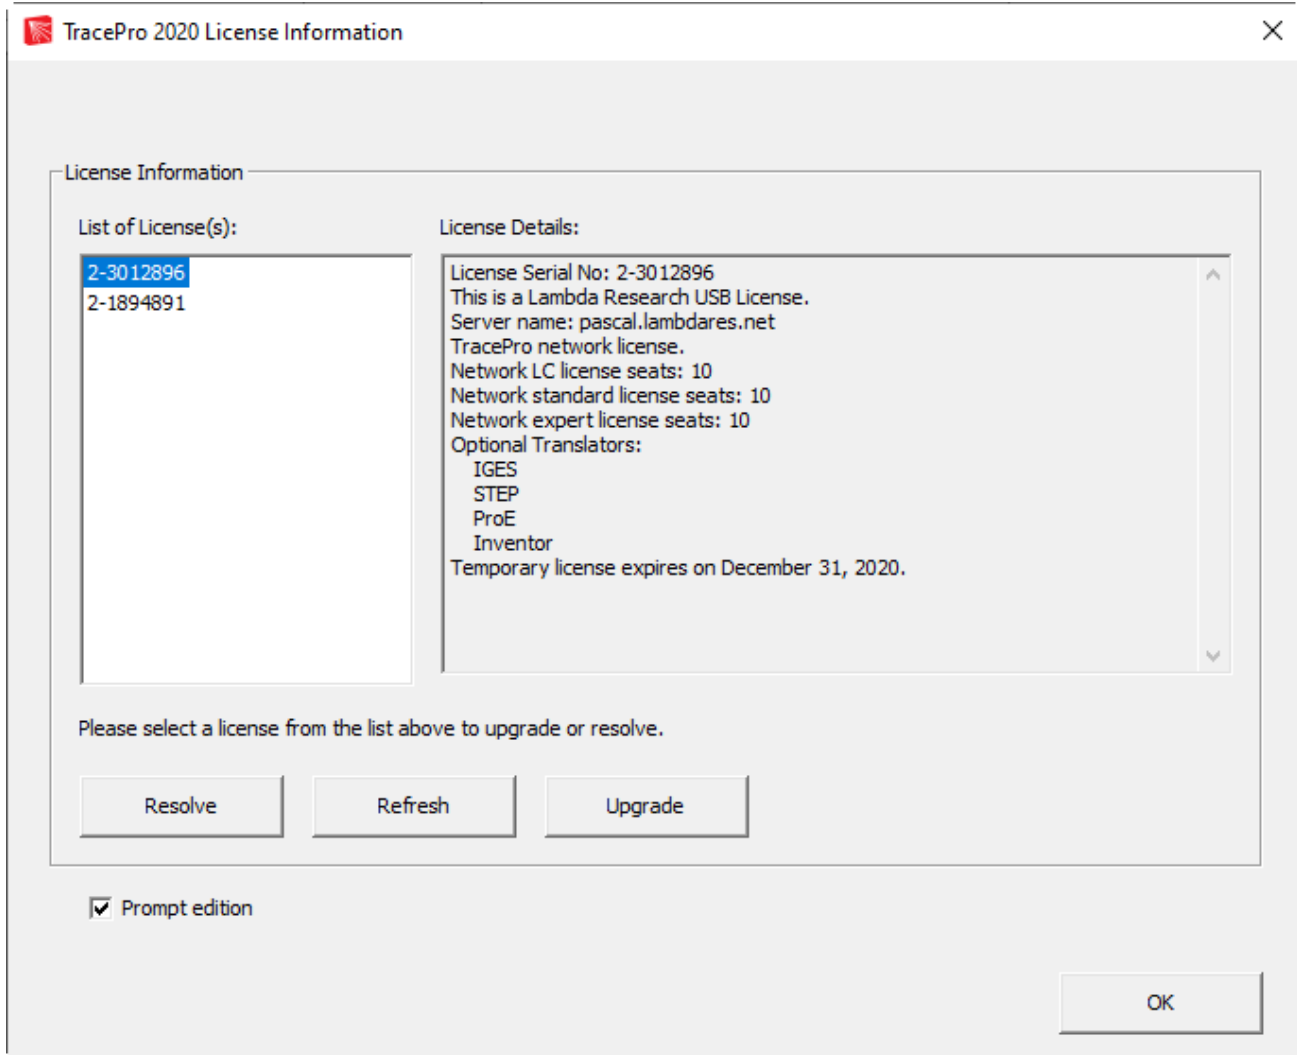 TracePro 2020 License Information
License Information
List of License(s):
2-3012896
2-1894891
License Details:
License Serial No: 2-3012896
This is a Lambda Research USB License.
Server name: pascal.lambdares.net
TracePro network license.
Network LC license seats: 10
Network standard license seats: 10
Network expert license seats: 10
Optional Translators:
IGES
STEP
ProE
Inventor
Temporary license expires on December 31, 2020.
Please select a license from the list above to upgrade or resolve.
Resolve
Refresh
Upgrade
Prompt edition
OK